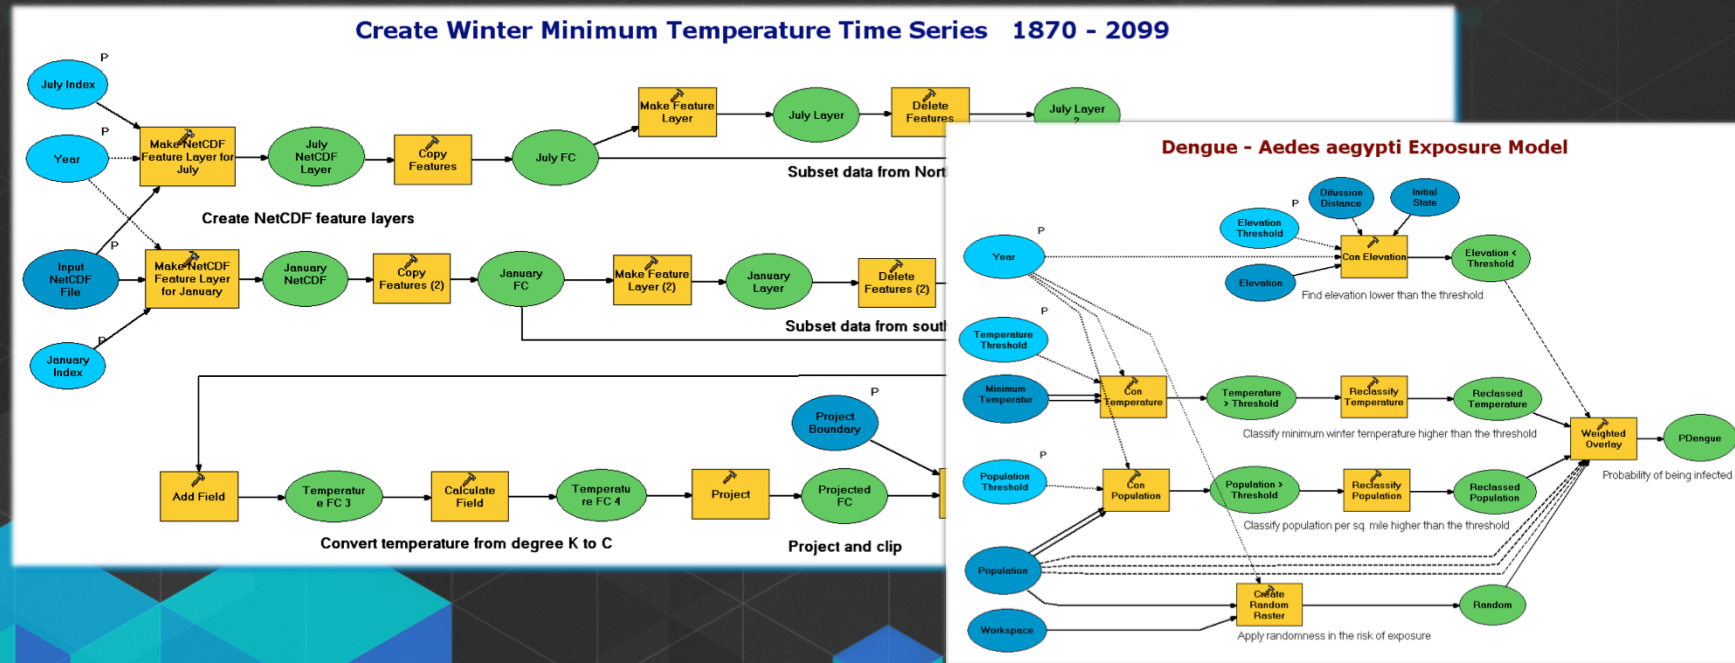 Create Winter Minimum Temperature Time Series 1870 - 2099
P
July Index
P
Year
Make NetCDF
Feature Layer for
July
July
NetCDF
Layer
Copy
Features
July FC
Make Feature
Layer
July Layer
Delete
Features
July Layer
2
Subset data from
Create NetCDF feature layers
P
Input
NetCDF
File
Make NetCDF
Feature Layer
for January
January
NetCDF
Copy
Features (2)
January
FC
Make Feature
Layer (2)
January
Layer
Delete
Features (2)
Subset data from
P
January
Index
P
Project
Boundary
Add Field
Temperatur
e FC 3
Calculate
Field
Temperatu
re FC 4
Project
Projected
FC
Convert temperature from degree K to C
Project and clip
Dengue - Aedes aegypti Exposure Model
Difussion
Distance
Initial
State
P
Elevation
Threshold
P
Year
Con Elevation
Elevation <
Threshold
Elevation
Find elevation lower than the threshold
P
Temperature
Threshold
Minimum
Temperatur
Con
Temperature
Temperature
> Threshold
Reclassify
Temperature
Reclassed
Temperature
Classify minimum winter temperature higher than the threshold
Weighted
Overlay
PDengue
Probability of being infected
P
Population
Threshold
Con
Population
Population >
Threshold
Reclassify
Population
Reclassed
Population
Classify population per sq. mile higher than the threshold
Population
Create
Random
Raster
Random
Workspace
Apply randomness in the risk of exposure